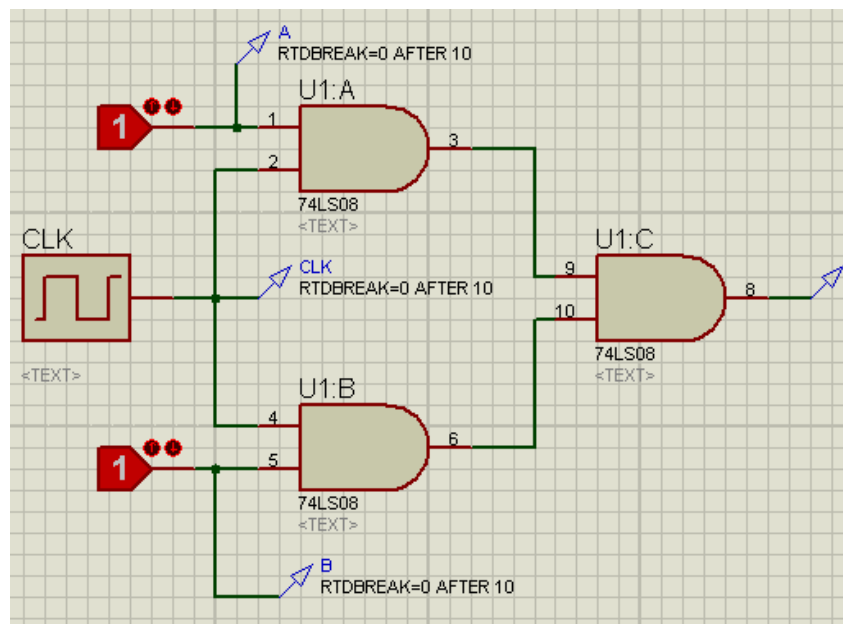 A
RTDBREAK=0 AFTER 10
U1:A
1
1
3
2
74LS08
<TEXT>
CLK
CLK
RTDBREAK=0 AFTER 10
U1:C
9
8
10
74LS08
<TEXT>
<TEXT>
U1:B
4
1
5
6
74LS08
<TEXT>
B
RTDBREAK=0 AFTER 10